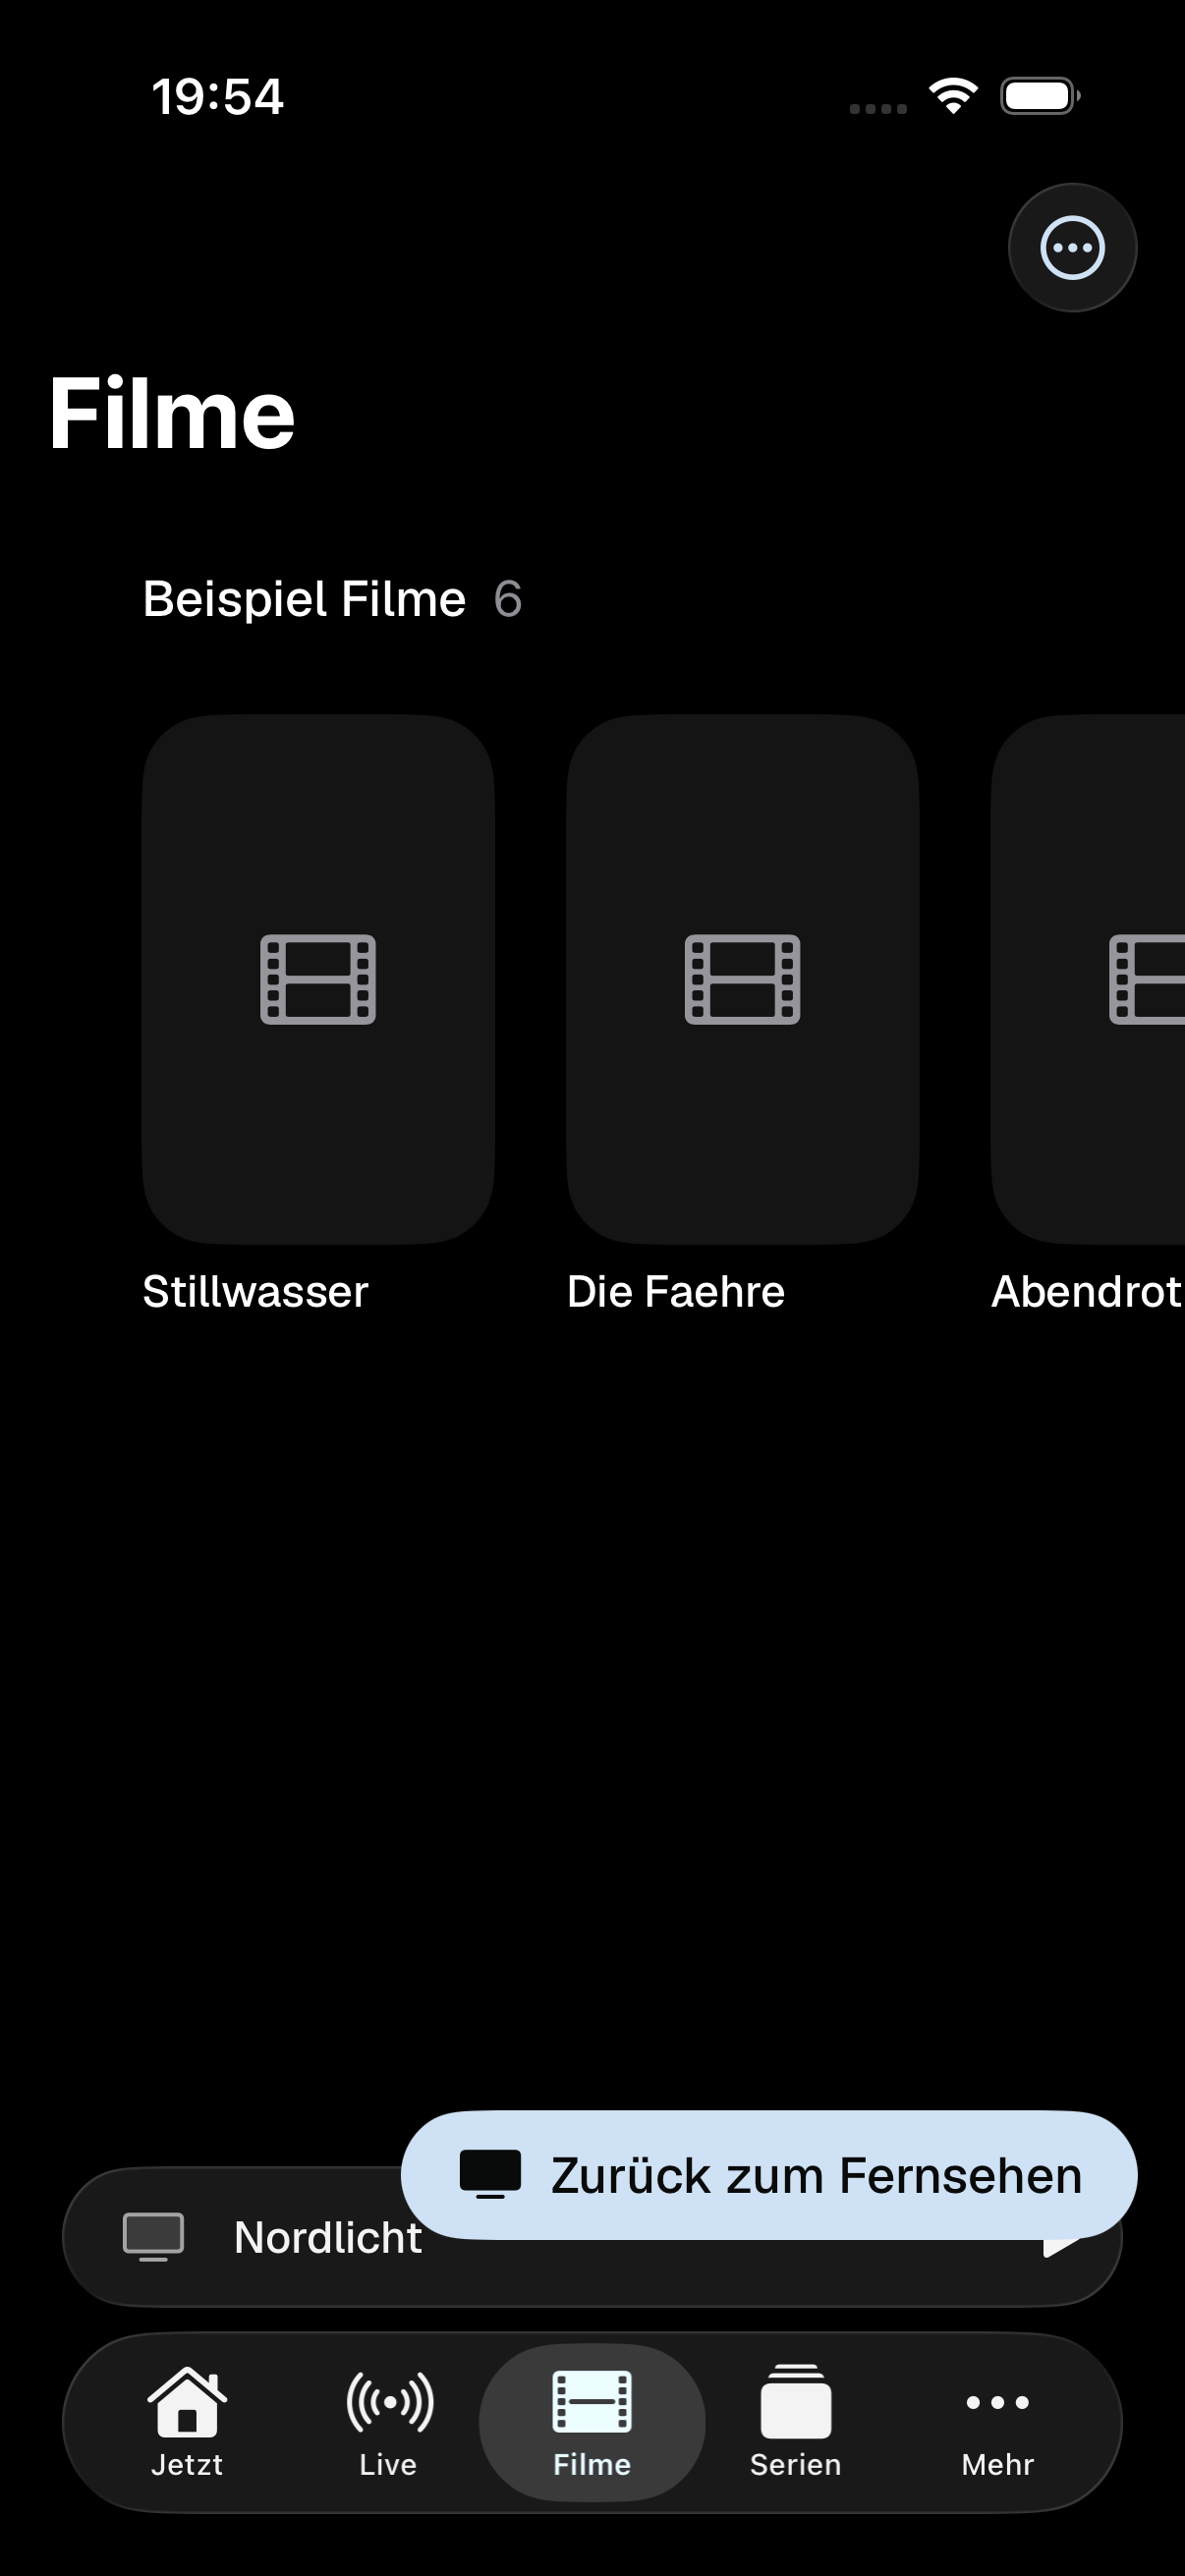 19:54
Filme
Beispiel Filme 6
Stillwasser
Die Faehre
Abendrot
Zurück zum Fernsehen
Nordlicht
Jetzt
Live
Filme
Serien
Mehr